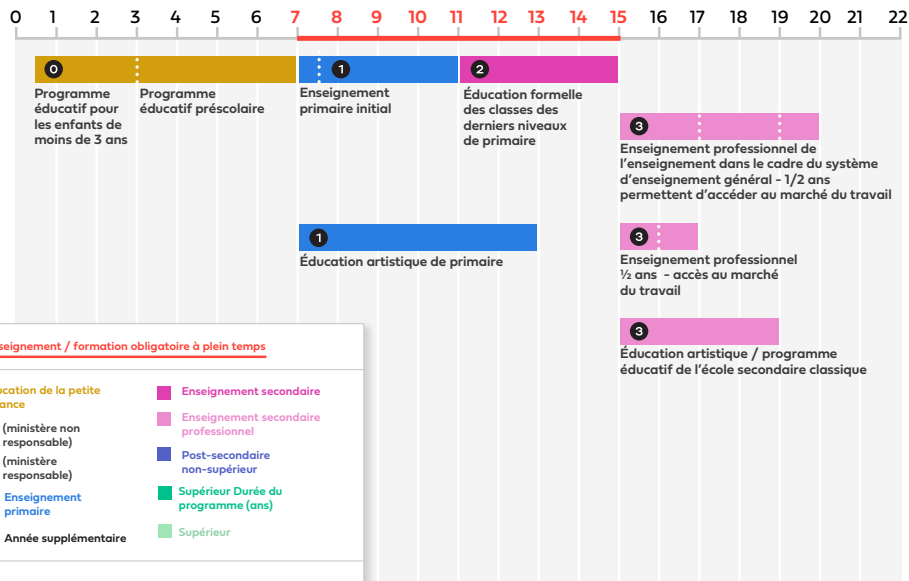 0 1 2 3 4 5 6 7 8 9 10 11 12 13 14 15 16 17 18 19 20 21 22
0
1
2
Programme
éducatif pour
les enfants de
moins de 3 ans
Programme
éducatif préscolaire
Enseignement
primaire initial
Éducation formelle
des classes des
derniers niveaux
de primaire
3
Enseignement professionnel de
l'enseignement dans le cadre du système
d'enseignement général - 1/2 ans
permettent d'accéder au marché du travail
1
Éducation artistique de primaire
3
Enseignement professionnel
½ ans - accès au marché
du travail
3
Éducation artistique / programme
éducatif de l'école secondaire classique
seignement / formation obligatoire à plein temps
ucation de la petite
ance
(ministère non
responsable)
(ministère
responsable)
Enseignement
primaire
Année supplémentaire
Enseignement secondaire
Enseignement secondaire
professionnel
Post-secondaire
non-supérieur
Supérieur Durée du
programme (ans)
Supérieur